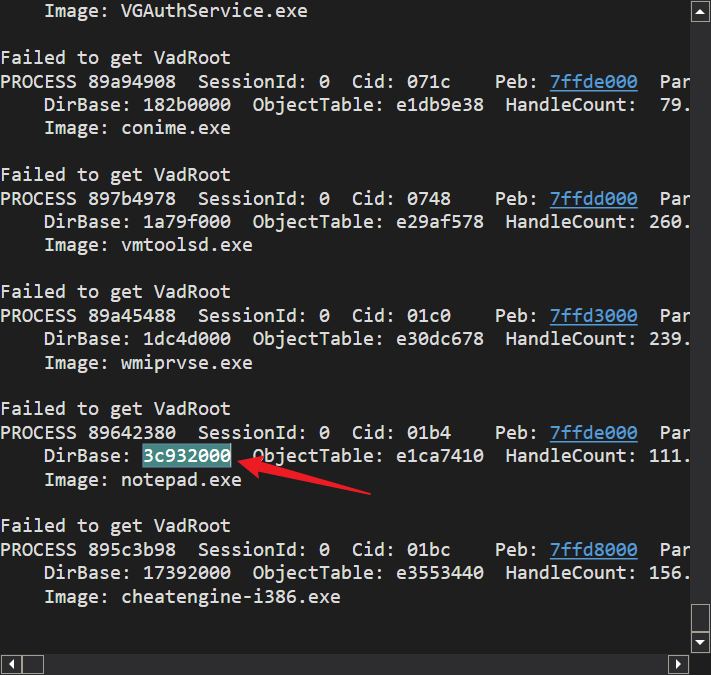 Image: VGAuthService.exe
Failed to get VadRoot
PROCESS 89a94908 SessionId: 0 Cid: 071c Peb: 7ffde000 Par
DirBase: 182b0000 ObjectTable: e1db9e38 HandleCount: 79.
Image: conime.exe
Failed to get VadRoot
PROCESS 897b4978 SessionId: 0 Cid: 0748 Peb: 7ffdd000 Par
DirBase: 1a79f000 ObjectTable: e29af578 HandleCount: 260.
Image: vmtoolsd.exe
Failed to get VadRoot
PROCESS 89a45488 SessionId: 0 Cid: 01c0 Peb: 7ffd3000 Par
DirBase: 1dc4d000 ObjectTable: e30dc678 HandleCount: 239.
Image: wmiprvse.exe
Failed to get VadRoot
PROCESS 89642380 SessionId: 0 Cid: 01b4 Peb: 7ffde000 Par
DirBase: 3c932000 ObjectTable: e1ca7410 HandleCount: 111.
Image: notepad.exe
Failed to get VadRoot
PROCESS 895c3b98 SessionId: 0 Cid: 01bc Peb: 7ffd8000 Par
DirBase: 17392000 ObjectTable: e3553440 HandleCount: 156.
Image: cheatengine-i386.exe